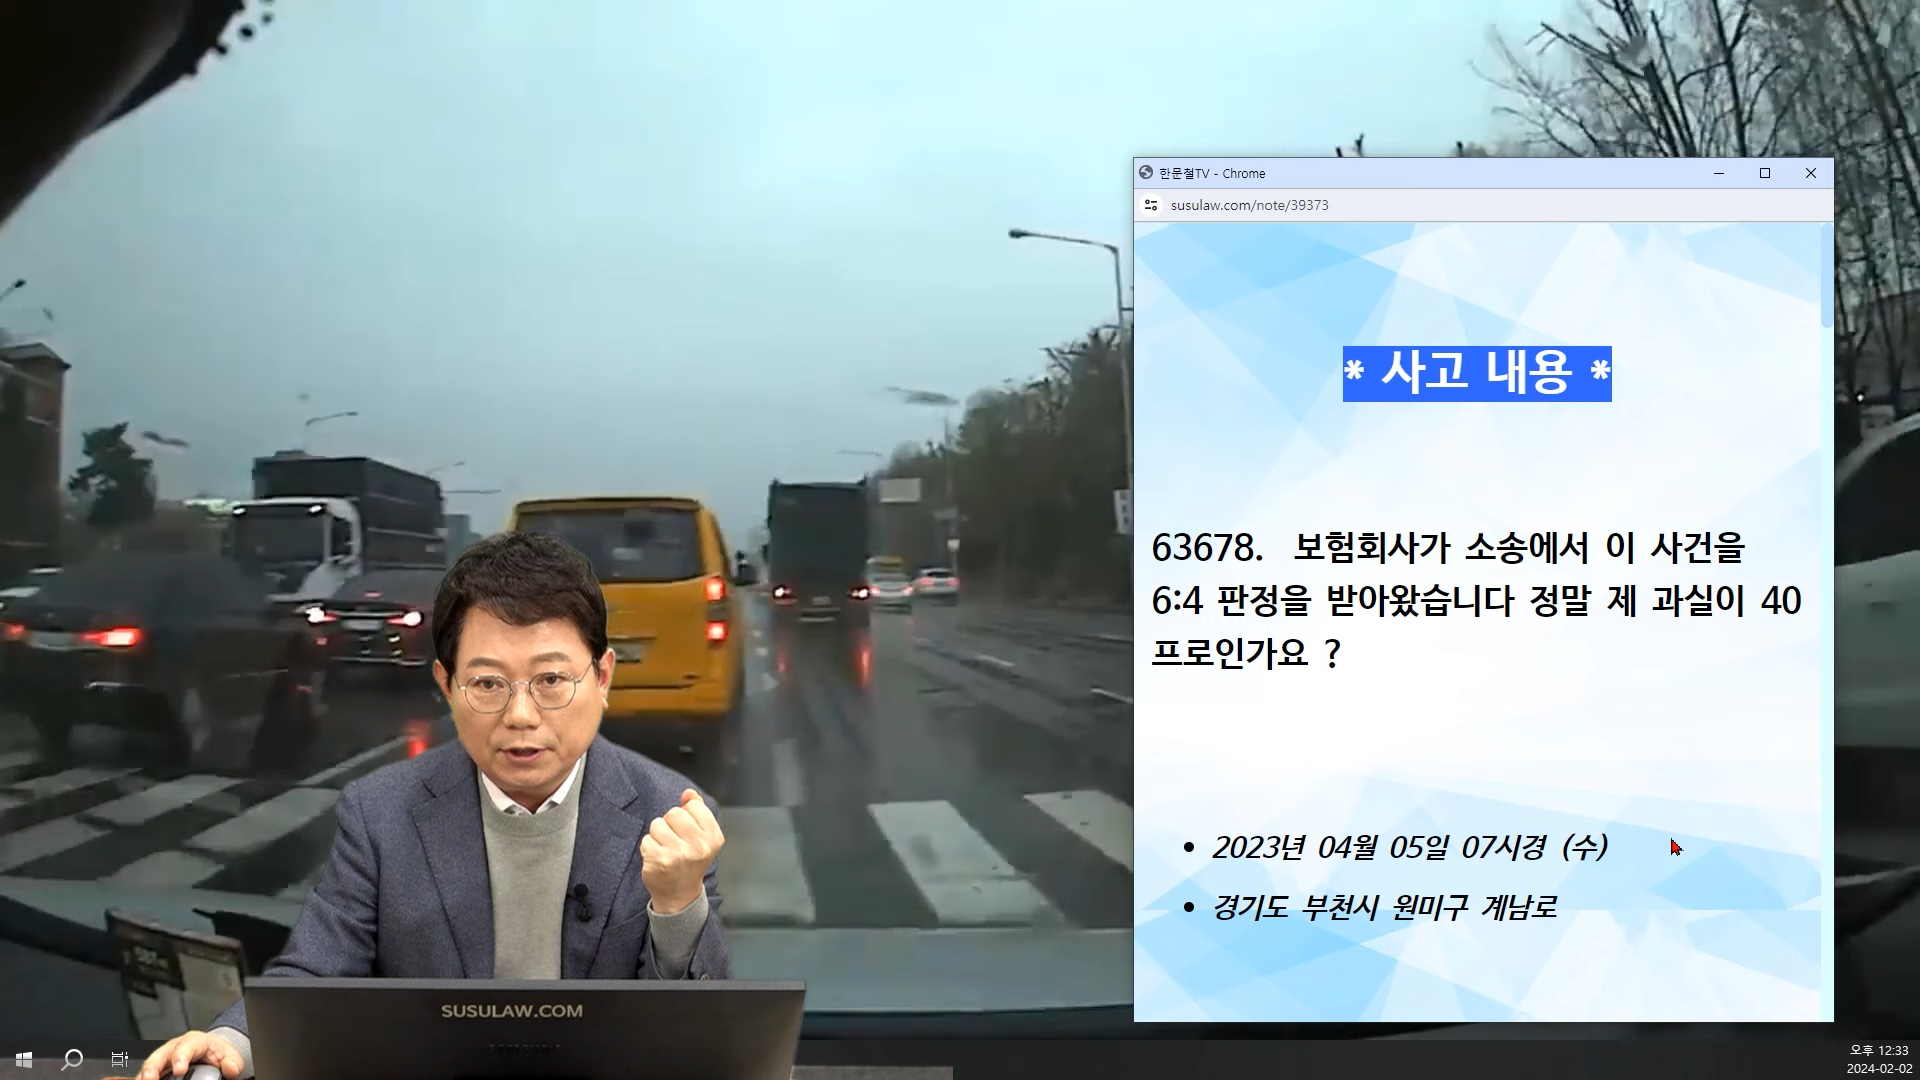 한문철TV - Chrome
susulaw.com/note/39373
* 사고 내용 *
63678. 보험회사가 소송에서 이 사건을
6:4 판정을 받아왔습니다 정말 제 과실이 40
프로인가요 ?
• 2023년 04월 05일 07시경 (수)
• 경기도 부천시 원미구 계남로
SUSULAW.COM
SAMSUNG
오후 12:33
2024-02-02